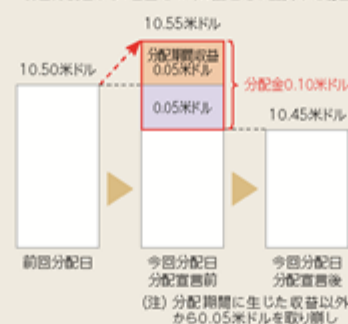 10.55米ドル
10.50米ドル
分配期間収益
0.05米ドル
0.05米ドル
分配金0.10米ドル
10.45米ドル
前回分配日
今回分配日
分配宣言前
今回分配日
分配宣言後
(注) 分配期間に生じた収益以外
から0.05米ドルを取り崩し